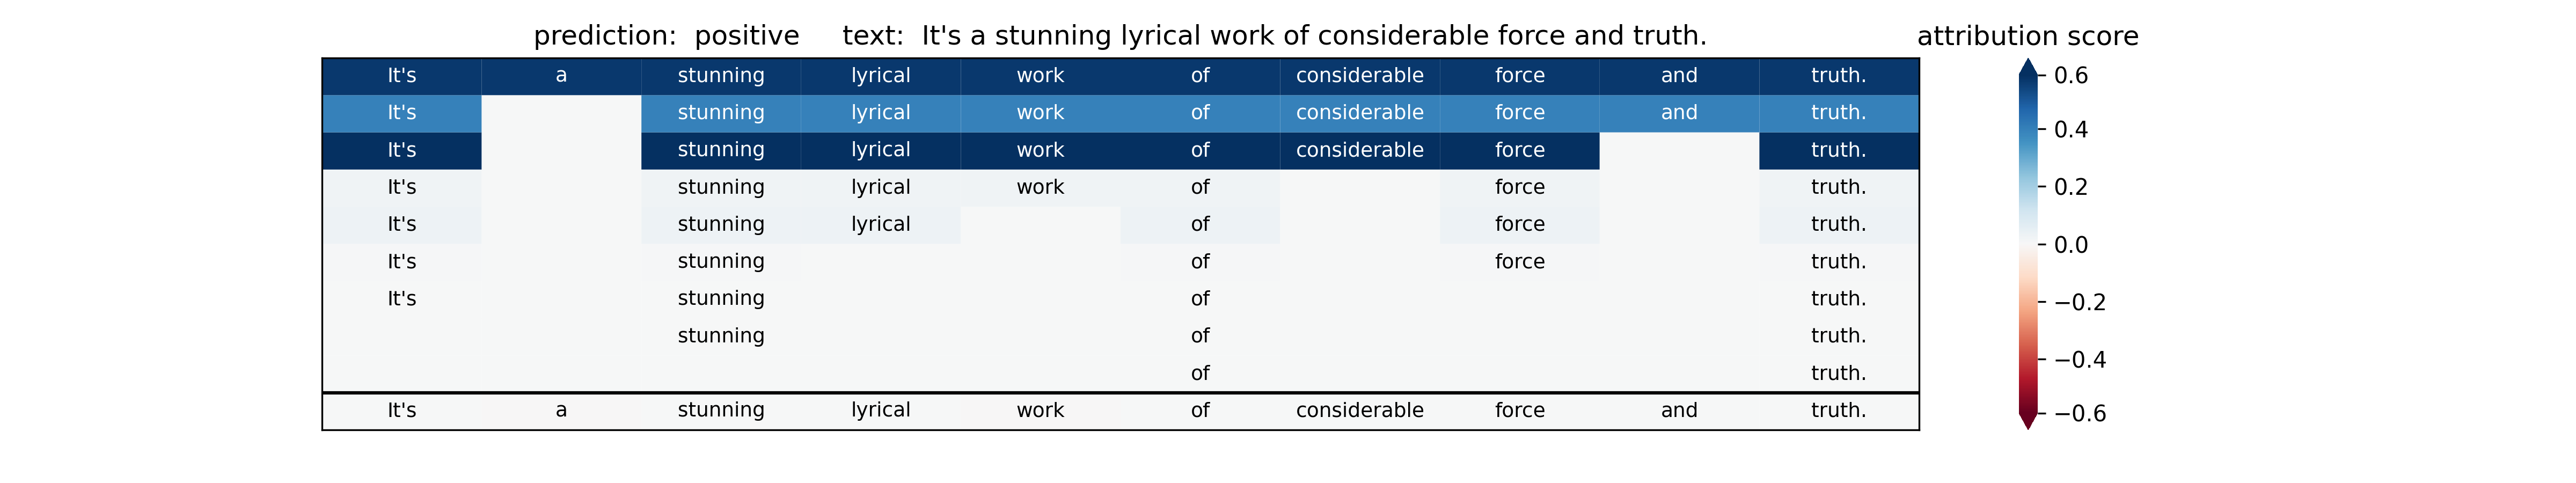 prediction: positive text: It's a stunning lyrical work of considerable force and truth.
attribution score
It's a stunning lyrical work of considerable force and truth.
It's stunning lyrical work of considerable force and truth.
It's stunning lyrical work of considerable force truth.
It's stunning lyrical work of force truth.
It's stunning lyrical of force truth.
It's stunning of force truth.
It's stunning of truth.
stunning of truth.
of truth.
It's a stunning lyrical work of considerable force and truth.
0.6
0.4
0.2
0.0
−0.2
−0.4
−0.6